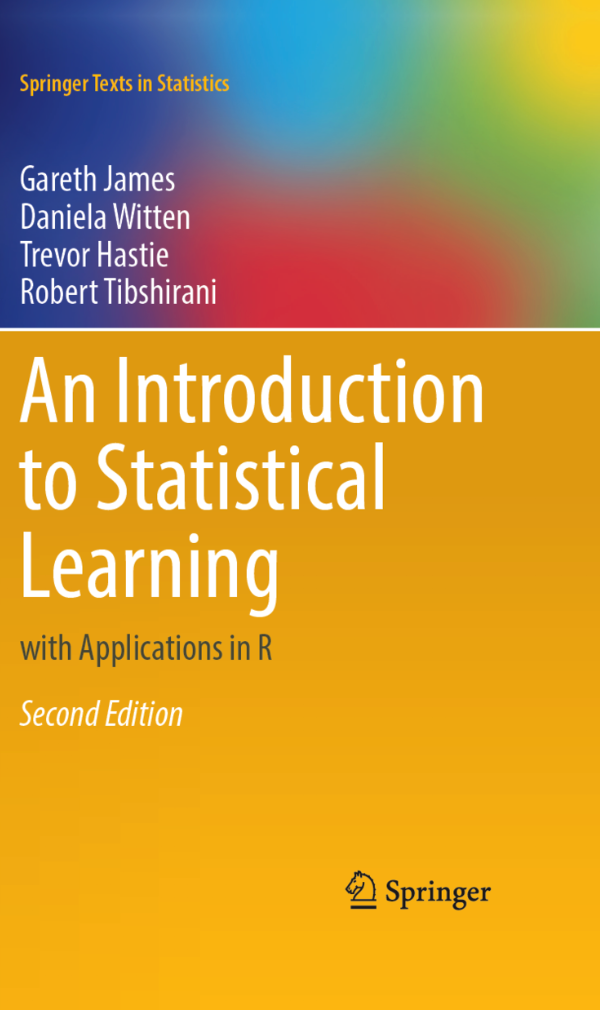 Springer Texts in Statistics
Gareth James
Daniela Witten
Trevor Hastie
Robert Tibshirani
An Introduction
to Statistical
Learning
with Applications in R
Second Edition
Springer